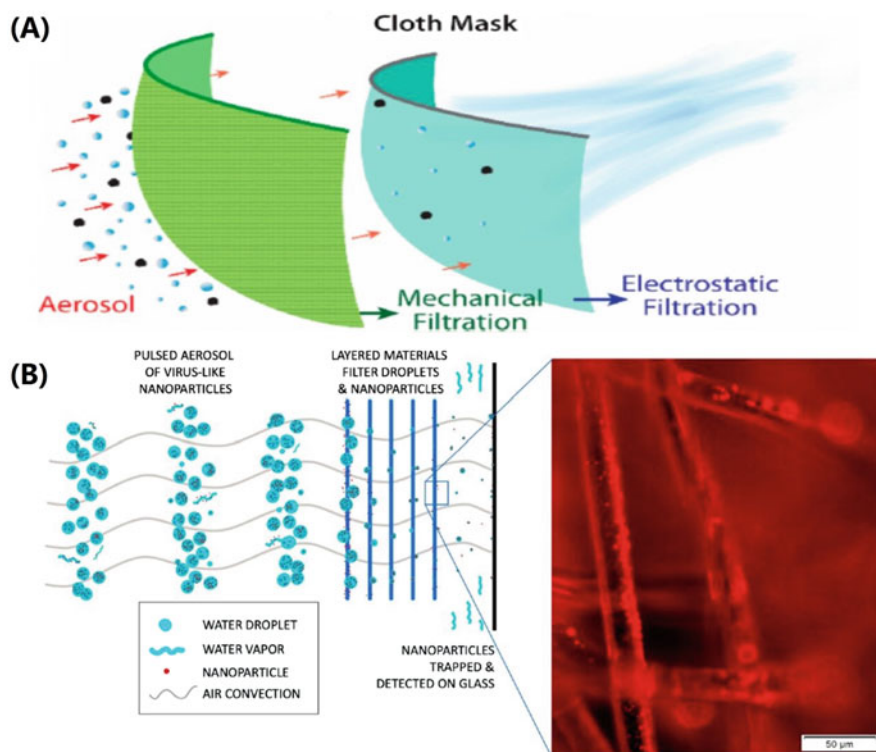 (A)
Cloth Mask
Aerosol
Mechanical
Filtration
Electrostatic
Filtration
(B)
PULSED AEROSOL
OF VIRUS-LIKE
NANOPARTICLES
LAYERED MATERIALS
FILTER DROPLETS
& NANOPARTICLES
WATER DROPLET
WATER VAPOR
NANOPARTICLE
AIR CONVECTION
NANOPARTICLES
TRAPPED &
DETECTED ON GLASS
50 µm